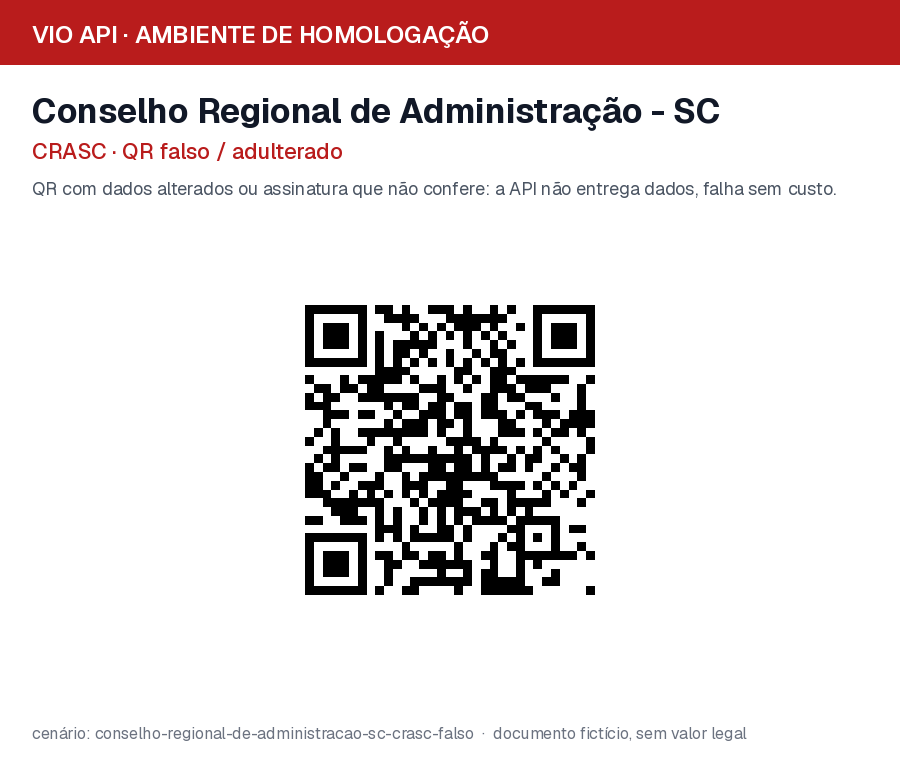 VIO API · AMBIENTE DE HOMOLOGAÇÃO
Conselho Regional de Administração - SC
CRASC · QR falso / adulterado
QR com dados alterados ou assinatura que não confere: a API não entrega dados, falha sem custo.
cenário: conselho-regional-de-administracao-sc-crasc-falso · documento fictício, sem valor legal